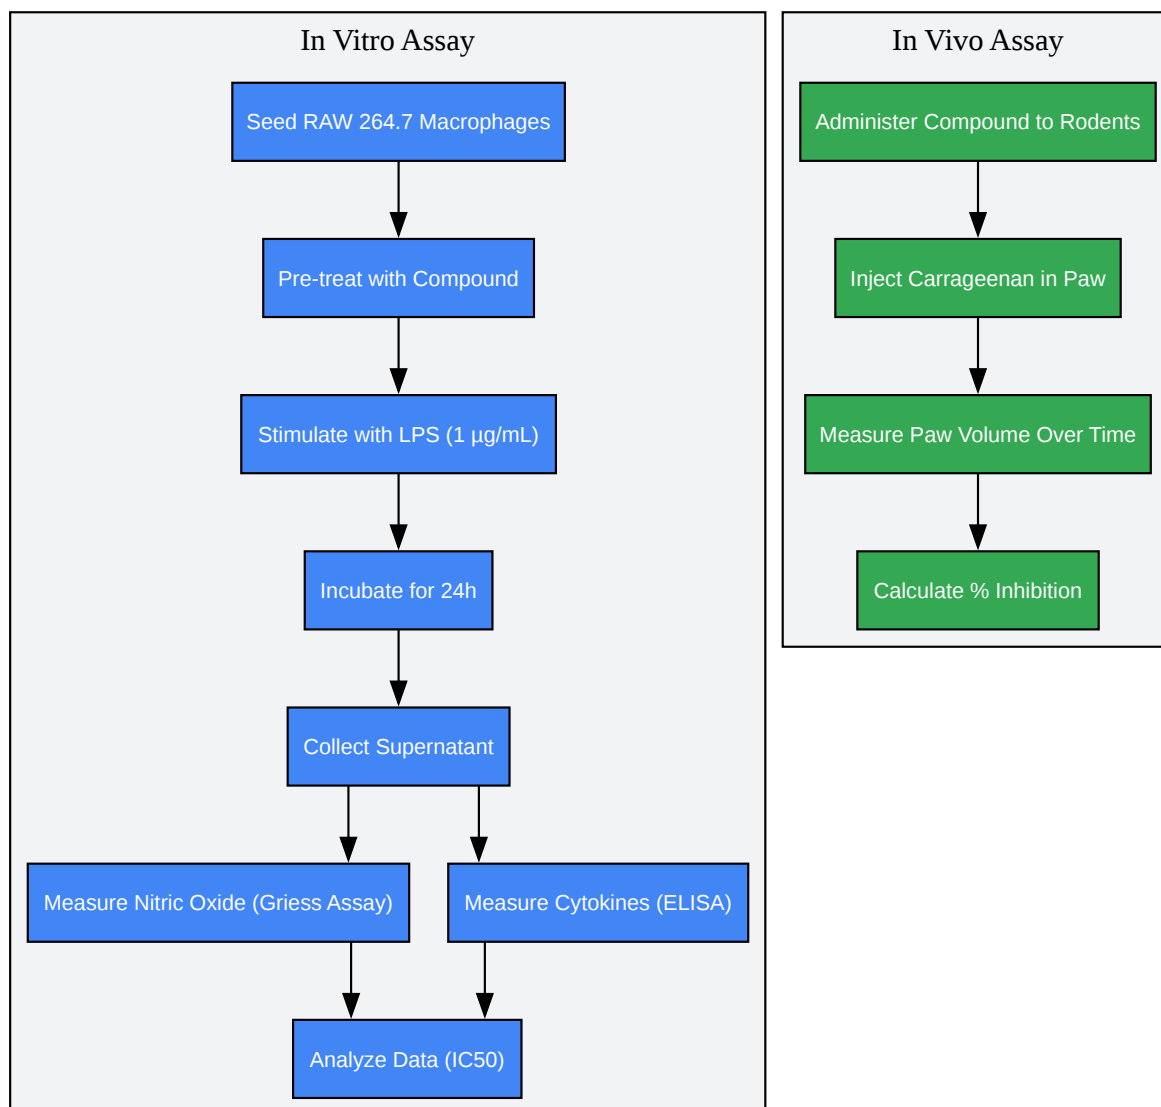 In Vitro Assay
Seed RAW 264.7 Macrophages
Pre-treat with Compound
Stimulate with LPS (1 µg/mL)
Incubate for 24h
Collect Supernatant
Measure Nitric Oxide (Griess Assay)
Measure Cytokines (ELISA)
Analyze Data (IC50)
In Vivo Assay
Administer Compound to Rodents
Inject Carrageenan in Paw
Measure Paw Volume Over Time
Calculate % Inhibition